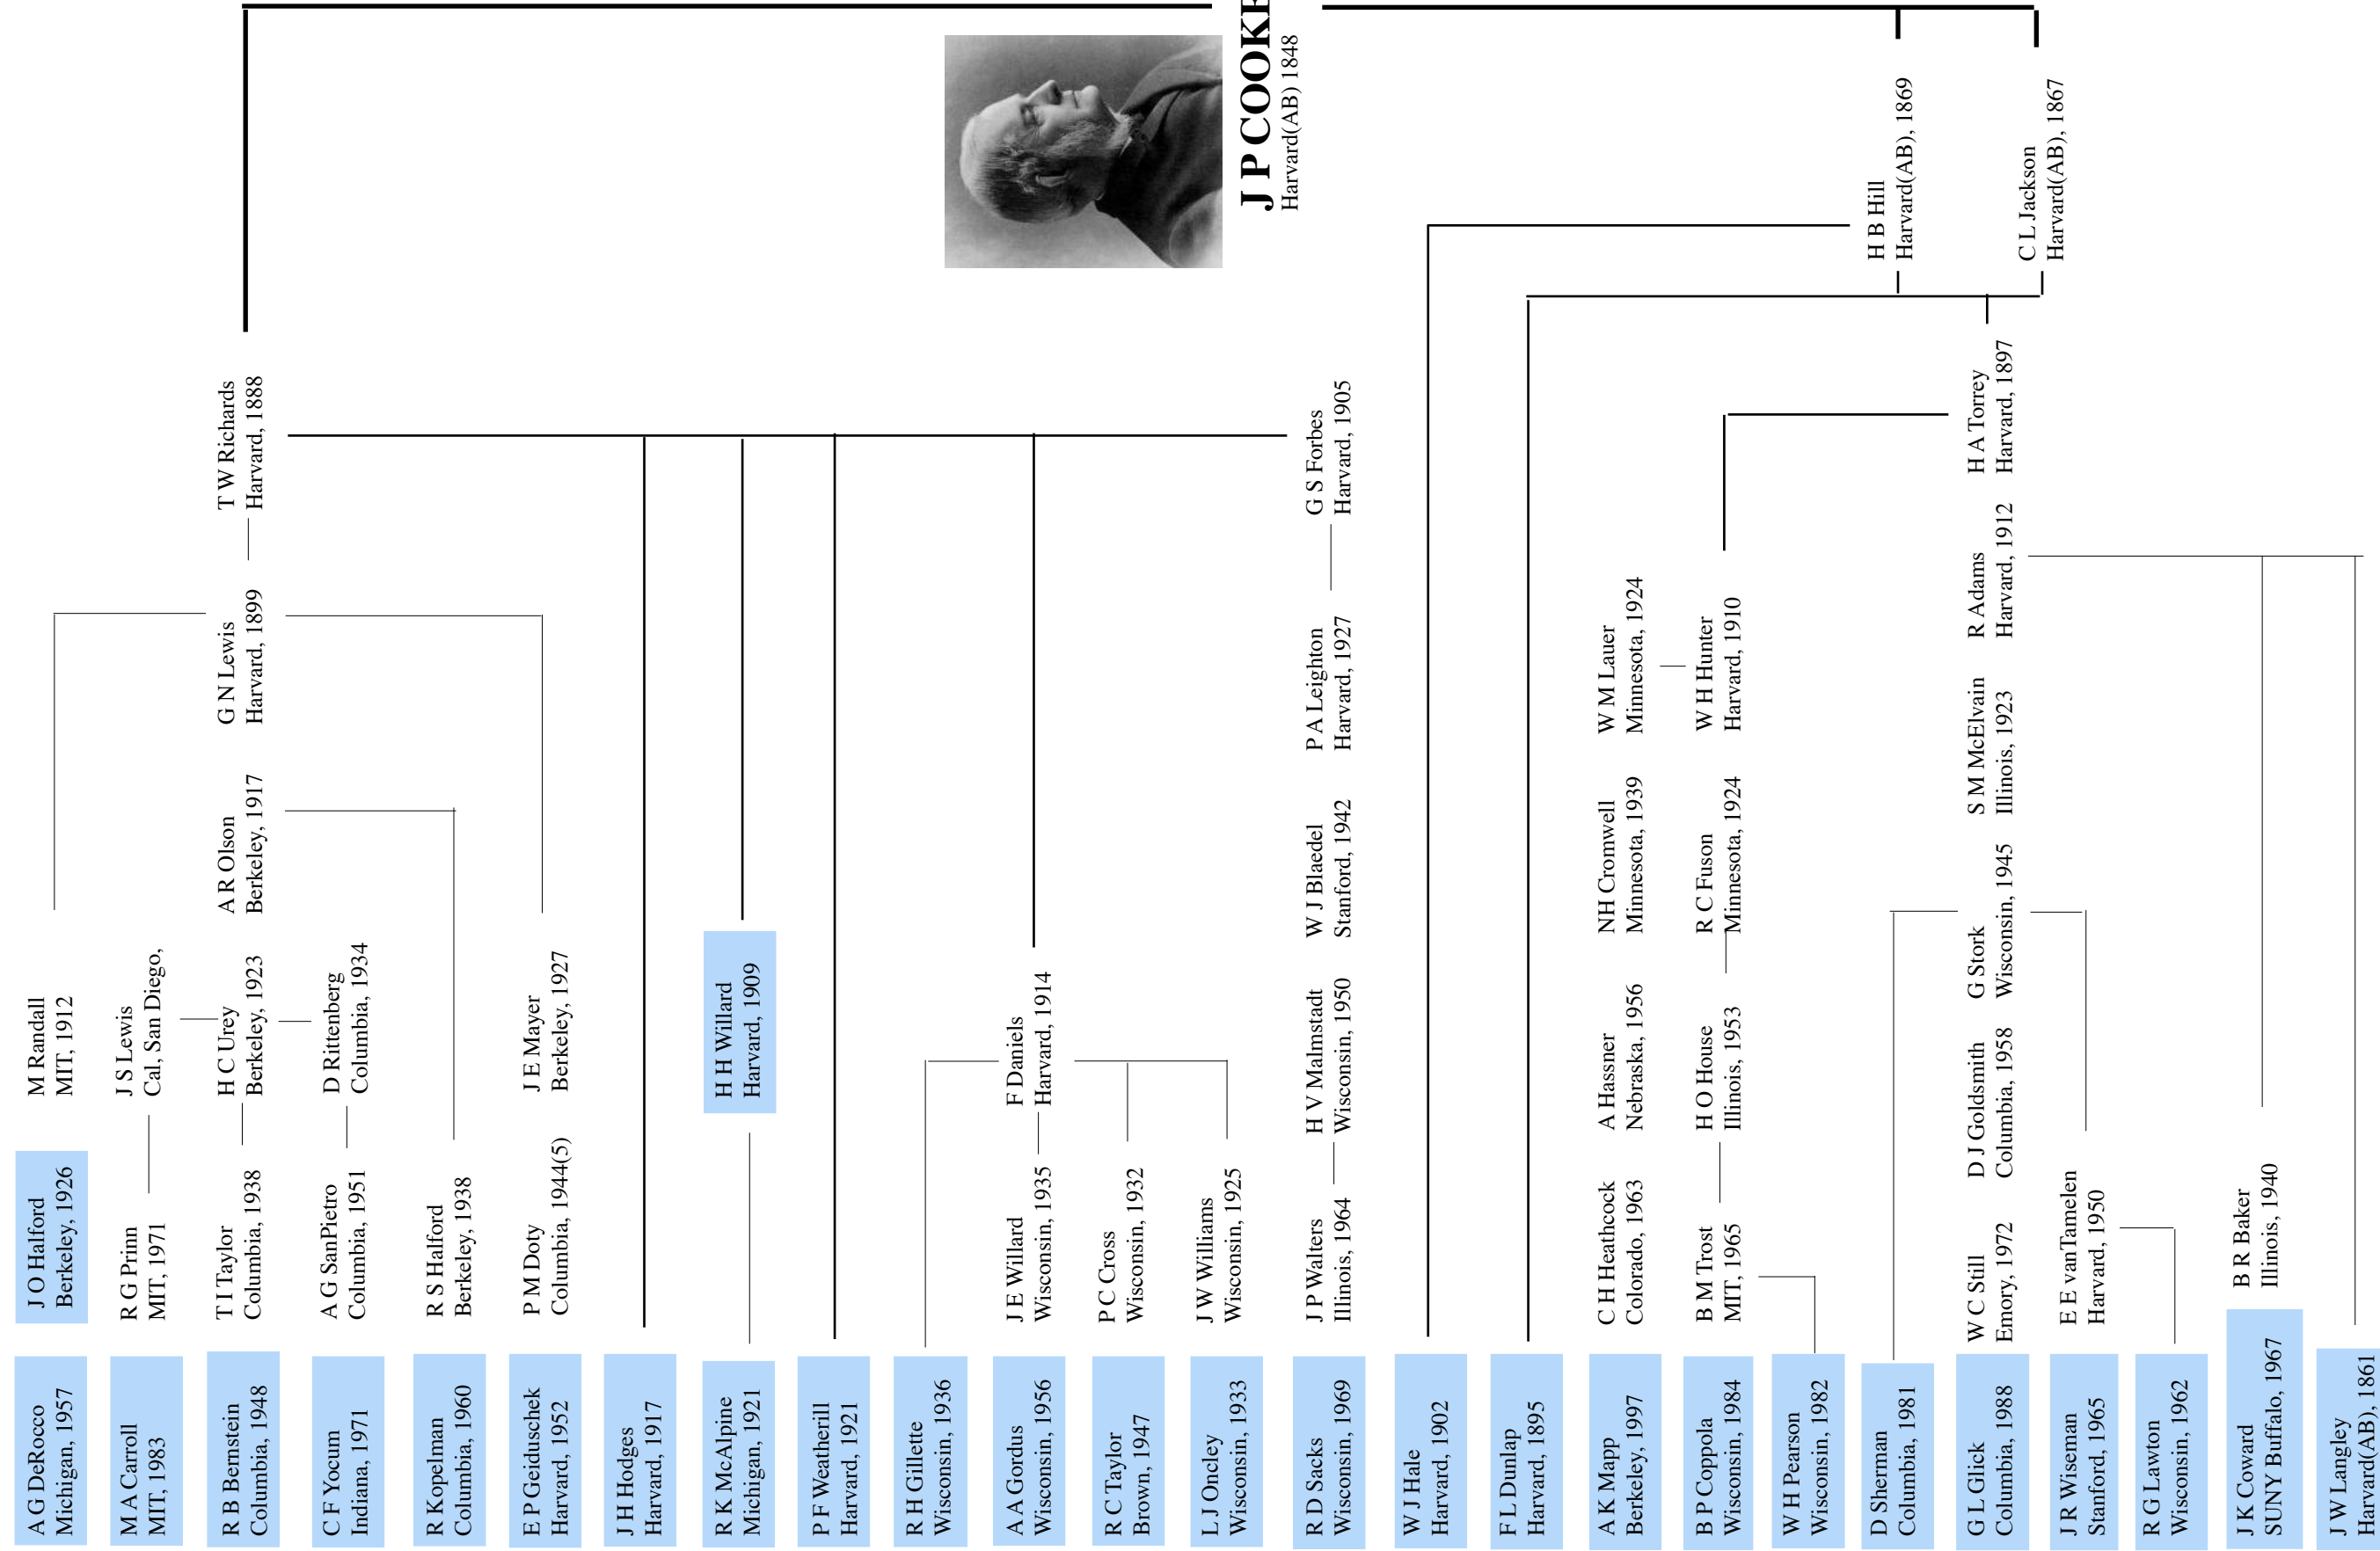 J P COOKE
Harvard(AB) 1848
H B Hill
Harvard(AB), 1869
C L Jackson
Harvard(AB), 1867
T W Richards
Harvard, 1888
G S Forbes
Harvard, 1905
H A Torrey
Harvard, 1897
G N Lewis
Harvard, 1899
P A Leighton
Harvard, 1927
W M Lauer
Minnesota, 1924
W H Hunter
Harvard, 1910
R Adams
Harvard, 1912
A R Olson
Berkeley, 1917
W J Blaedel
Stanford, 1942
NH Cromwell
Minnesota, 1939
R C Fuson
Minnesota, 1924
S M McElvain
Illinois, 1923
M Randall
MIT, 1912
J S Lewis
Cal, San Diego,
H C Urey
Berkeley, 1923
D Rittenberg
Columbia, 1934
J E Mayer
Berkeley, 1927
H H Willard
Harvard, 1909
F Daniels
Harvard, 1914
H V Malmstadt
Wisconsin, 1950
A Hassner
Nebraska, 1956
H O House
Illinois, 1953
G Stork
Wisconsin, 1945
D J Goldsmith
Columbia, 1958
J O Halford
Berkeley, 1926
R G Prinn
MIT, 1971
T I Taylor
Columbia, 1938
A G SanPietro
Columbia, 1951
R S Halford
Berkeley, 1938
P M Doty
Columbia, 1944(5)
J E Willard
Wisconsin, 1935
P C Cross
Wisconsin, 1932
J W Williams
Wisconsin, 1925
J P Walters
Illinois, 1964
C H Heathcock
Colorado, 1963
B M Trost
MIT, 1965
W C Still
Emory, 1972
E E vanTamelen
Harvard, 1950
B R Baker
Illinois, 1940
A G DeRocco
Michigan, 1957
M A Carroll
MIT, 1983
R B Bernstein
Columbia, 1948
C F Yocum
Indiana, 1971
R Kopelman
Columbia, 1960
E P Geiduschek
Harvard, 1952
J H Hodges
Harvard, 1917
R K McAlpine
Michigan, 1921
P F Weatherill
Harvard, 1921
R H Gillette
Wisconsin, 1936
A A Gordus
Wisconsin, 1956
R C Taylor
Brown, 1947
L J Oncley
Wisconsin, 1933
R D Sacks
Wisconsin, 1969
W J Hale
Harvard, 1902
F L Dunlap
Harvard, 1895
A K Mapp
Berkeley, 1997
B P Coppola
Wisconsin, 1984
W H Pearson
Wisconsin, 1982
D Sherman
Columbia, 1981
G L Glick
Columbia, 1988
J R Wiseman
Stanford, 1965
R G Lawton
Wisconsin, 1962
J K Coward
SUNY Buffalo, 1967
J W Langley
Harvard(AB), 1861